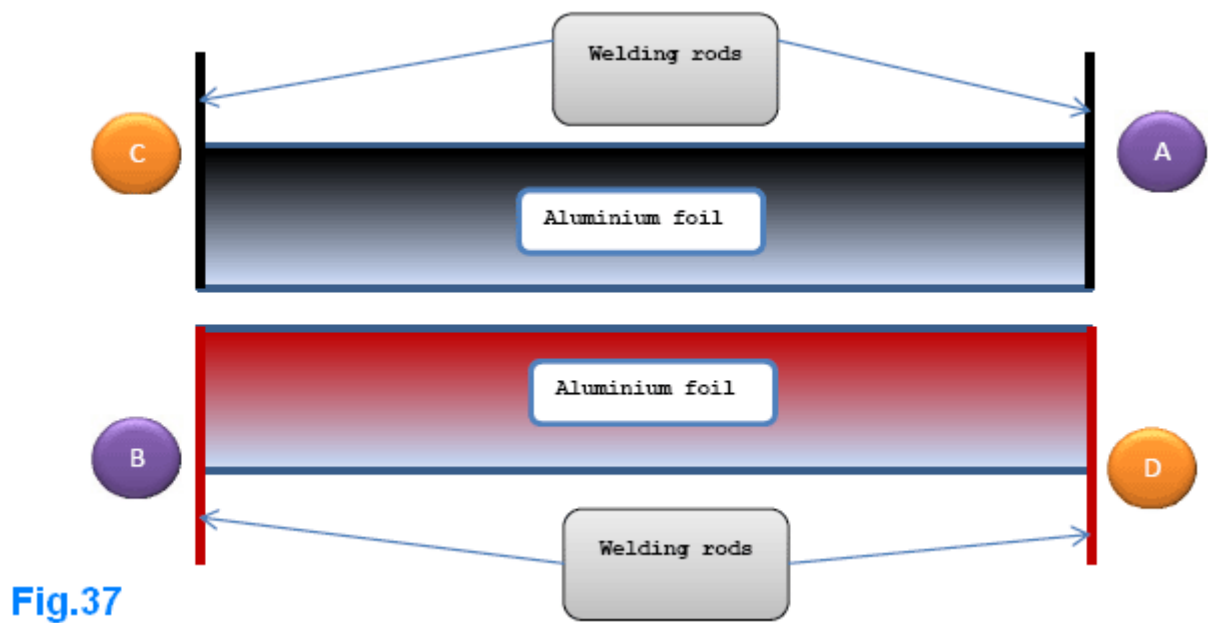 Welding rods
C
A
Aluminium foil
Aluminium foil
B
D
Welding rods
Fig.37